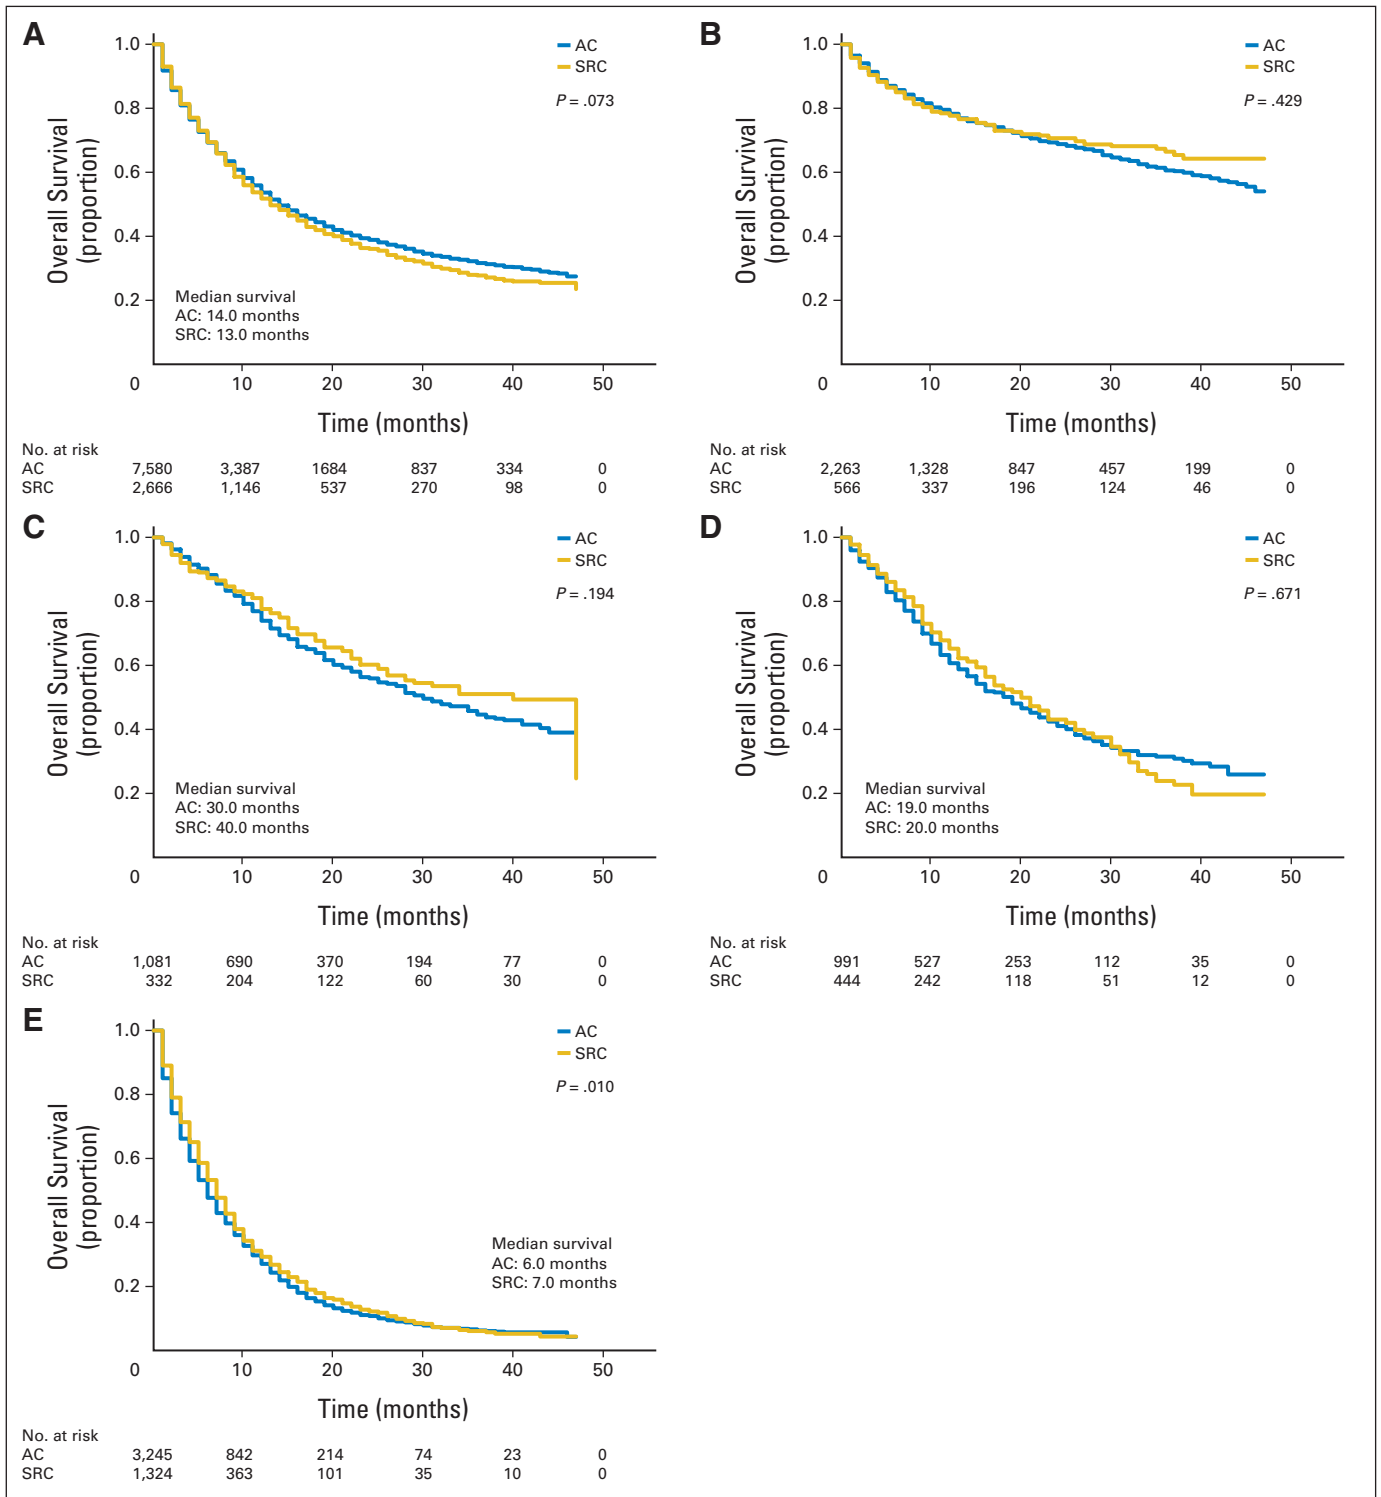 A
1.0
0.8
0.6
0.4
0.2
Overall Survival
(proportion)
AC
SRC
P = .073
Median survival
AC: 14.0 months
SRC: 13.0 months
0 10 20 30 40 50
Time (months)
No. at risk
AC 7,580 3,387 1684 837 334 0
SRC 2,666 1,146 537 270 98 0
B
1.0
0.8
0.6
0.4
0.2
Overall Survival
(proportion)
AC
SRC
P = .429
0 10 20 30 40 50
Time (months)
No. at risk
AC 2,263 1,328 847 457 199 0
SRC 566 337 196 124 46 0
C
1.0
0.8
0.6
0.4
0.2
Overall Survival
(proportion)
AC
SRC
P = .194
Median survival
AC: 30.0 months
SRC: 40.0 months
0 10 20 30 40 50
Time (months)
No. at risk
AC 1,081 690 370 194 77 0
SRC 332 204 122 60 30 0
D
1.0
0.8
0.6
0.4
0.2
Overall Survival
(proportion)
AC
SRC
P = .671
Median survival
AC: 19.0 months
SRC: 20.0 months
0 10 20 30 40 50
Time (months)
No. at risk
AC 991 527 253 112 35 0
SRC 444 242 118 51 12 0
E
1.0
0.8
0.6
0.4
0.2
Overall Survival
(proportion)
AC
SRC
P = .010
Median survival
AC: 6.0 months
SRC: 7.0 months
0 10 20 30 40 50
Time (months)
No. at risk
AC 3,245 842 214 74 23 0
SRC 1,324 363 101 35 10 0